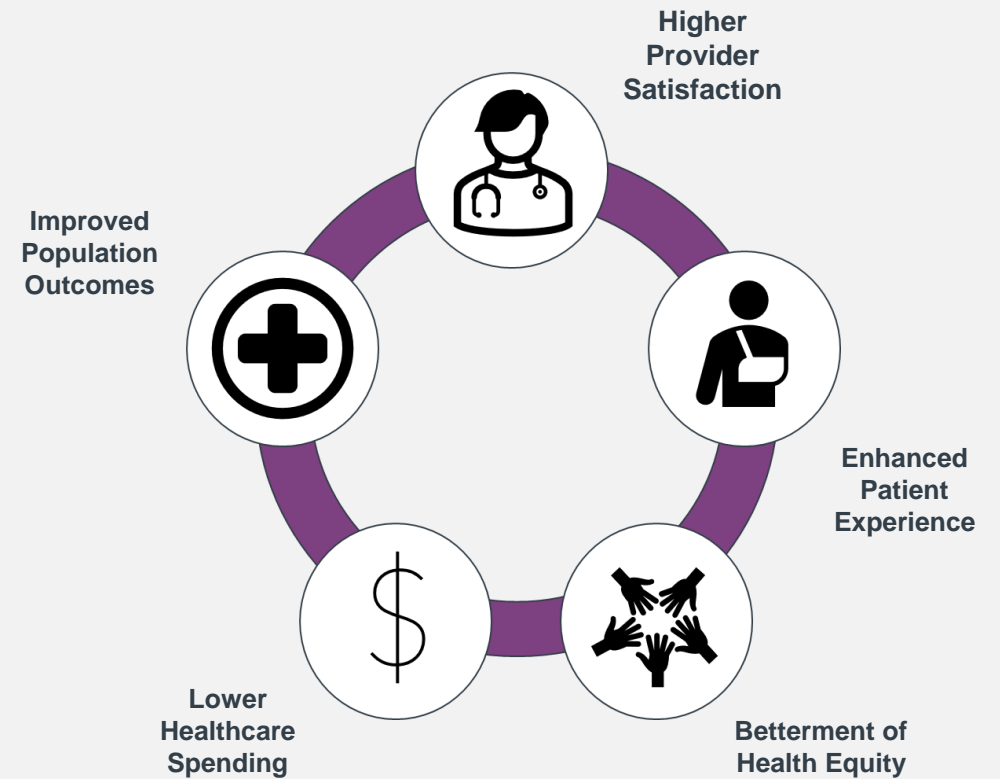 Higher
Provider
Satisfaction
Improved
Population
Outcomes
Enhanced
Patient
Experience
Lower
Healthcare
Spending
Betterment of
Health Equity